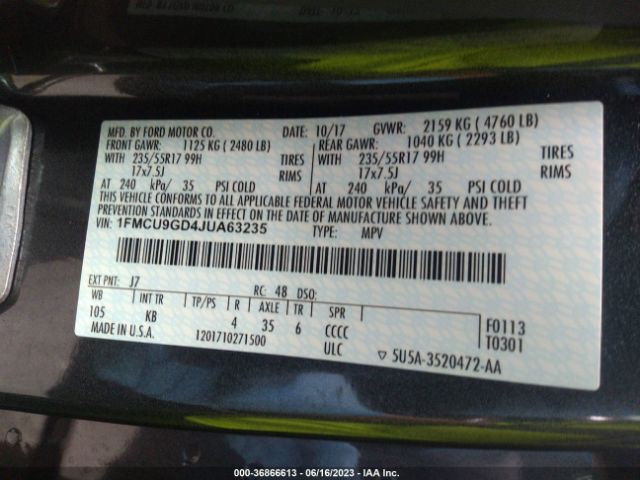 MFD. BY FORD MOTOR CO. DATE: 10/17 GVWR: 2159 KG ( 4760 LB)
FRONT GAWR: 1125 KG ( 2480 LB) REAR GAWR: 1040 KG ( 2293 LB)
WITH 235/55R17 99H TIRES WITH 235/55R17 99H TIRES
17x7.5J RIMS 17x7.5J RIMS
AT 240 kPa/ 35 PSI COLD AT 240 kPa/ 35 PSI COLD
THIS VEHICLE CONFORMS TO ALL APPLICABLE FEDERAL MOTOR VEHICLE SAFETY AND THEFT
PREVENTION STANDARDS IN EFFECT ON THE DATE OF MANUFACTURE SHOWN ABOVE.
VIN: 1FMCU9GD4JUA63235 TYPE: MPV
EXT PNT: J7 RC: 48 DSO:
WB INT TR TP/PS R AXLE TR SPR
105 KB 4 35 6 CCCC F0113
MADE IN U.S.A. 1201710271500 ULC T0301
5U5A-3520472-AA
000-36866613 - 06/16/2023 - IAA Inc.